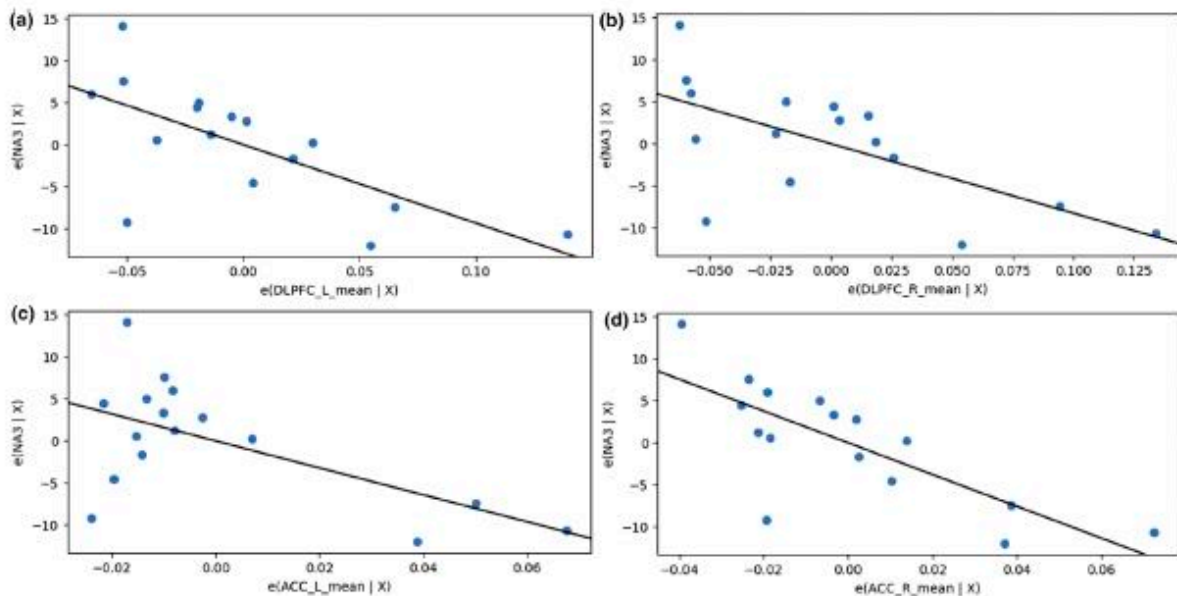 (a)
15
10
5
0
−5
−10
e(NA3 | X)
−0.05 0.00 0.05 0.10
e(DLPFC_L_mean | X)
(b)
15
10
5
0
−5
−10
e(NA3 | X)
−0.050 −0.025 0.000 0.025 0.050 0.075 0.100 0.125
e(DLPFC_R_mean | X)
(c)
15
10
5
0
−5
−10
e(NA3 | X)
−0.02 0.00 0.02 0.04 0.06
e(ACC_L_mean | X)
(d)
15
10
5
0
−5
−10
e(NA3 | X)
−0.04 −0.02 0.00 0.02 0.04 0.06
e(ACC_R_mean | X)